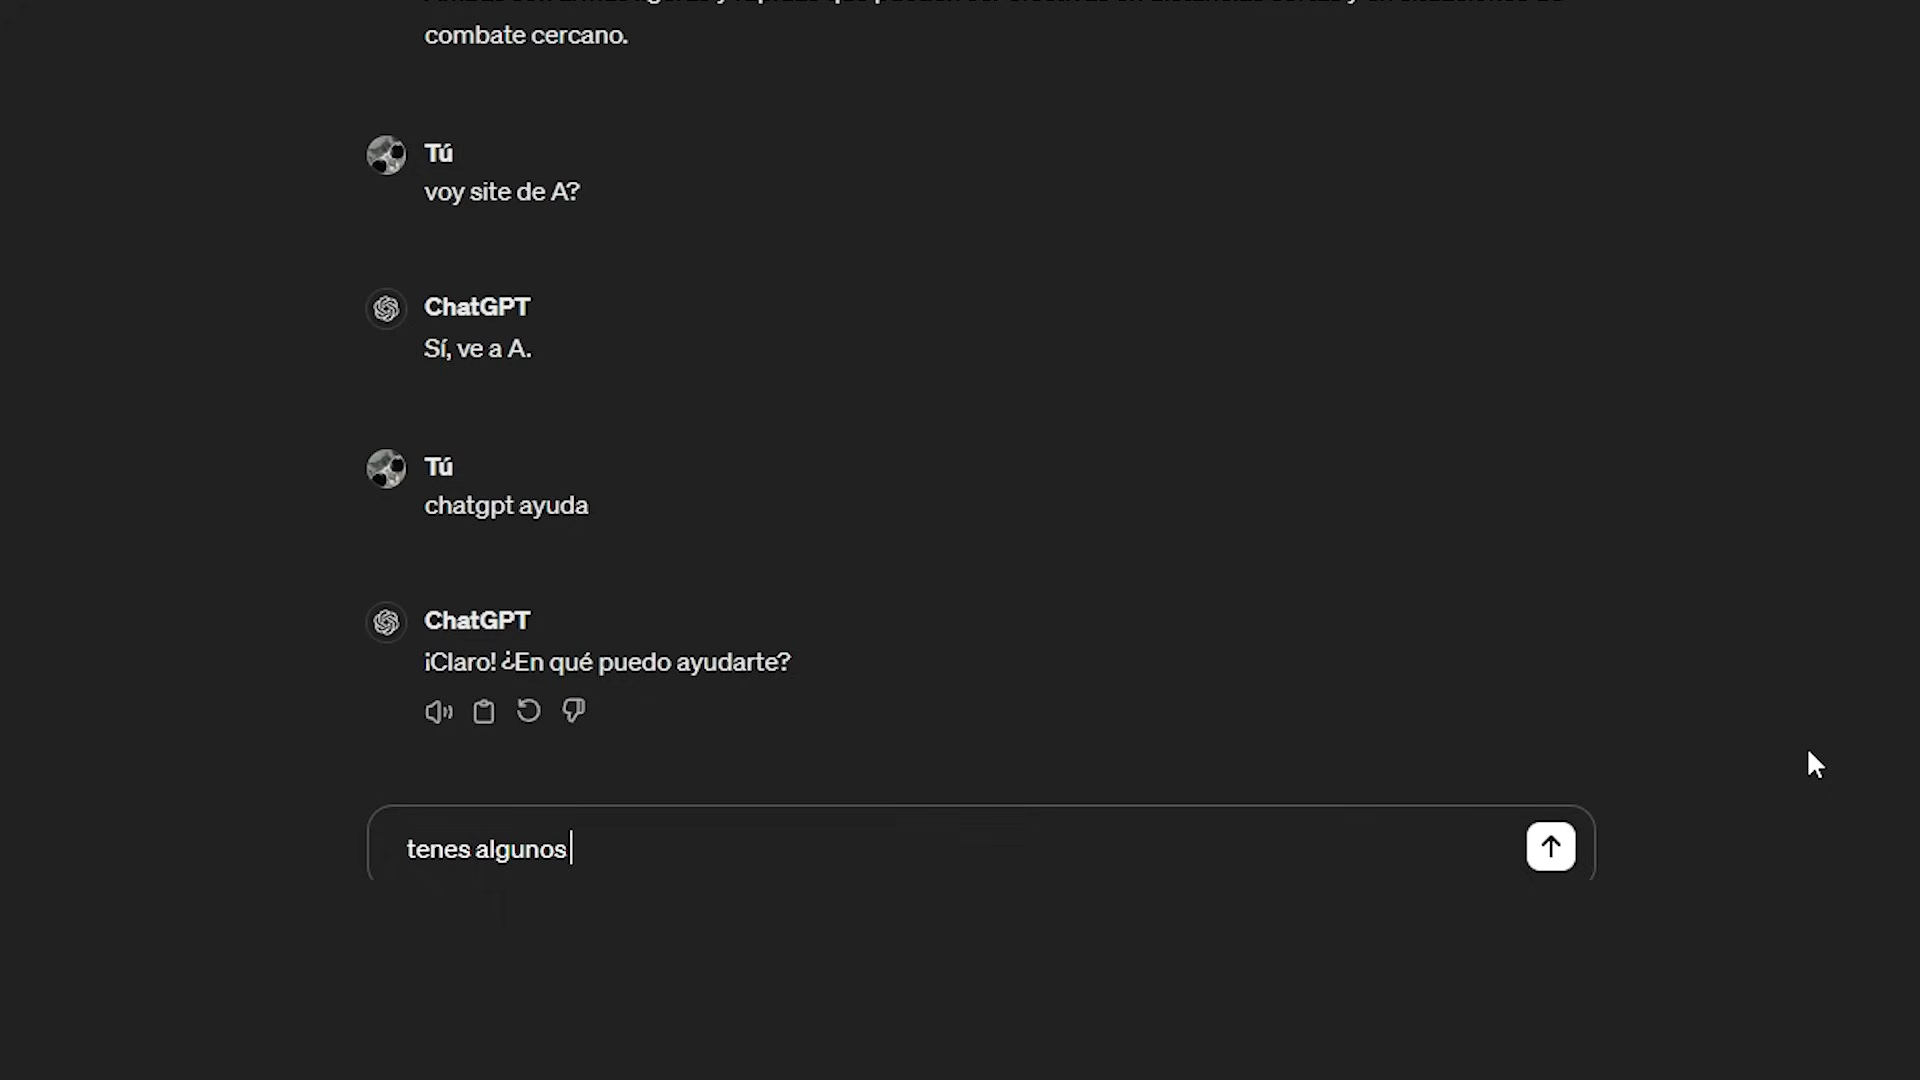 combate cercano.
Tú
voy site de A?
ChatGPT
Sí, ve a A.
Tú
chatgpt ayuda
ChatGPT
¡Claro! ¿En qué puedo ayudarte?
tenes algunos